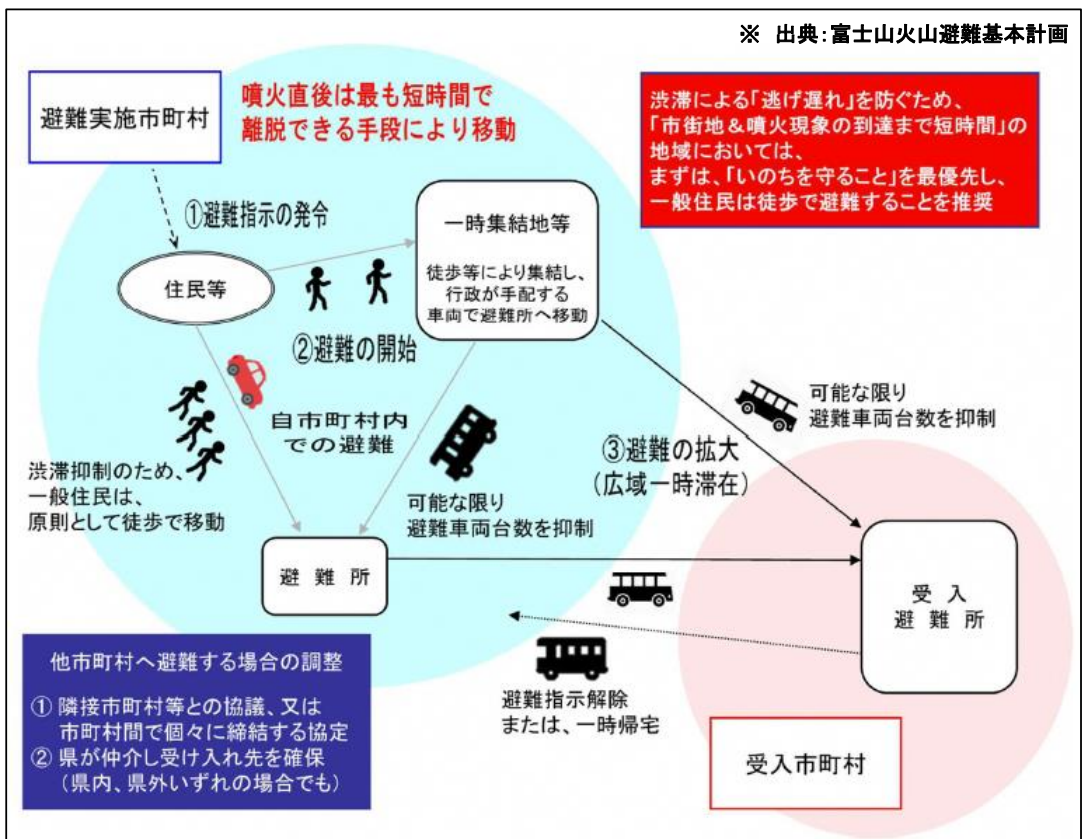 ※ 出典:富士山火山避難基本計画
避難実施市町村
噴火直後は最も短時間で
離脱できる手段により移動
渋滞による「逃げ遅れ」を防ぐため、
「市街地＆噴火現象の到達まで短時間」の
地域においては、
まずは、「いのちを守ること」を最優先し、
一般住民は徒歩で避難することを推奨
①避難指示の発令
住民等
一時集結地等
徒歩等により集結し、
行政が手配する
車両で避難所へ移動
②避難の開始
自市町村内
での避難
渋滞抑制のため、
一般住民は、
原則として徒歩で移動
可能な限り
避難車両台数を抑制
③避難の拡大
(広域一時滞在)
可能な限り
避難車両台数を抑制
避 難 所
受 入
避 難 所
避難指示解除
または、一時帰宅
他市町村へ避難する場合の調整
① 隣接市町村等との協議、又は
市町村間で個々に締結する協定
② 県が仲介し受け入れ先を確保
(県内、県外いずれの場合でも)
受入市町村